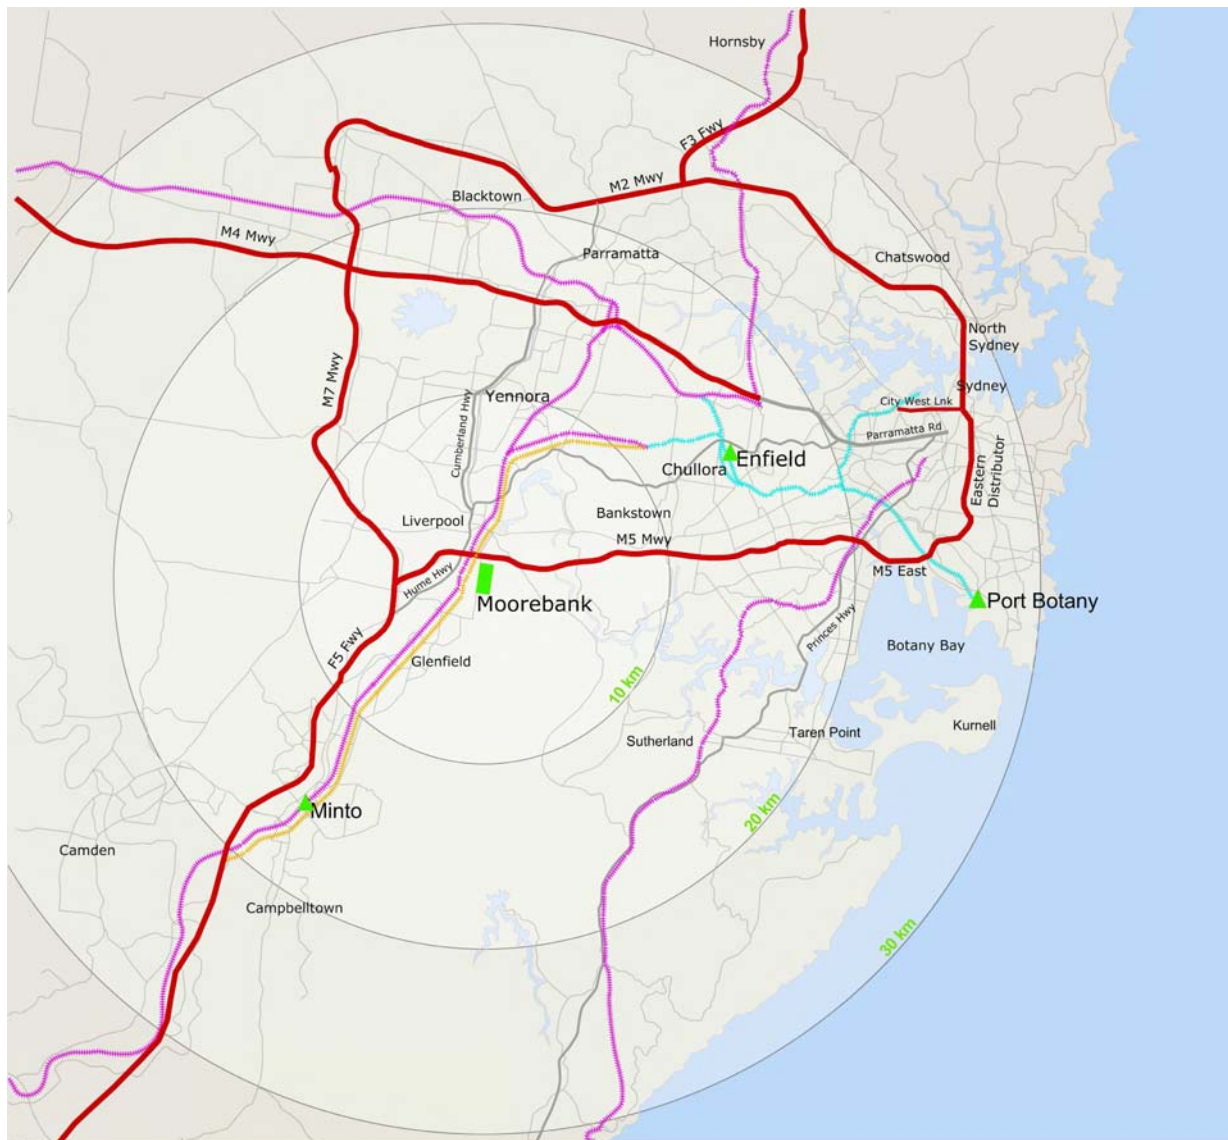 Hornsby
F3 Fwy
M2 Mwy
Blacktown
M4 Mwy
Parramatta
Chatswood
North
Sydney
M7 Mwy
Sydney
Yennora
City West Lnk
Cumberland Hwy
Parramatta Rd
Enfield
Chullora
Eastern
Distributor
Liverpool
Bankstown
M5 Mwy
M5 East
Hume Hwy
Moorebank
Port Botany
Princes Hwy
Botany Bay
F5 Fwy
Glenfield
10 km
Kurnell
Taren Point
Sutherland
20 km
Minto
Camden
Campbelltown
30 km